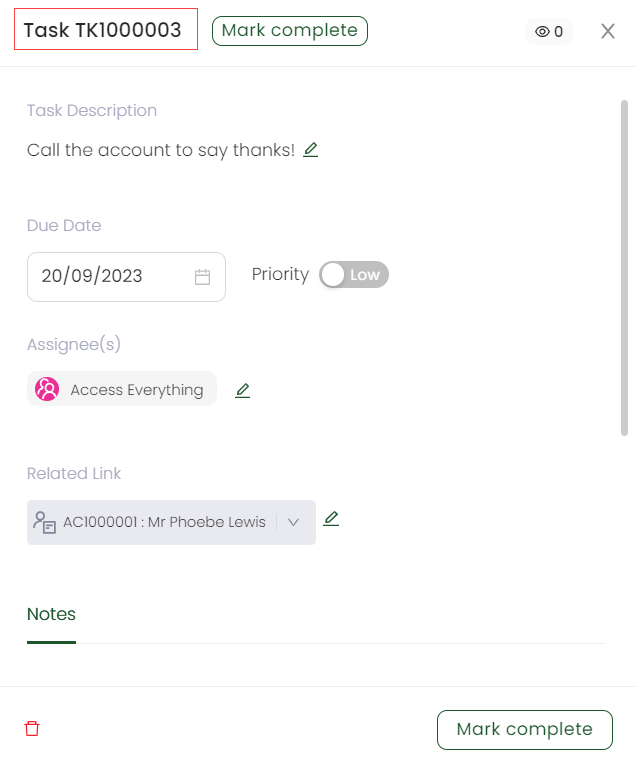 Task TK1000003
Mark complete
0
Task Description
Call the account to say thanks!
Due Date
20/09/2023
Priority
Low
Assignee(s)
Access Everything
Related Link
AC1000001 : Mr Phoebe Lewis
Notes
Mark complete